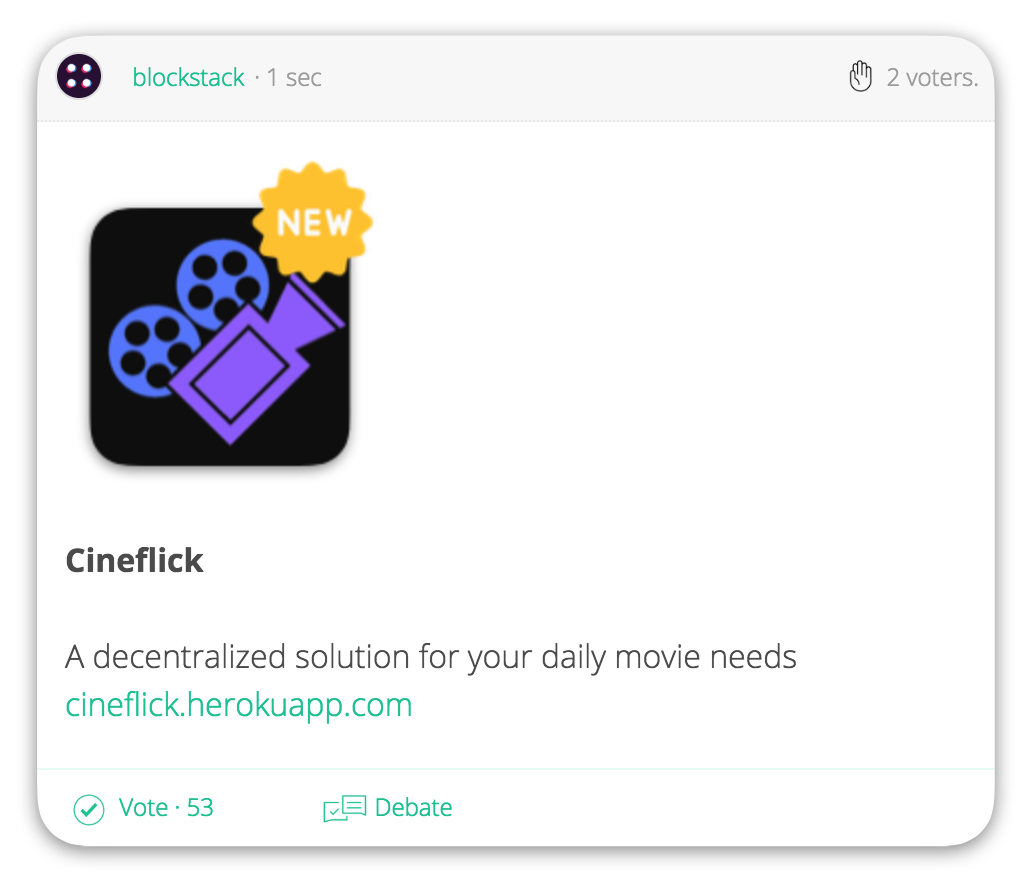 blockstack · 1 sec
2 voters.
NEW
Cineflick
A decentralized solution for your daily movie needs
cineflick.herokuapp.com
Vote · 53
Debate